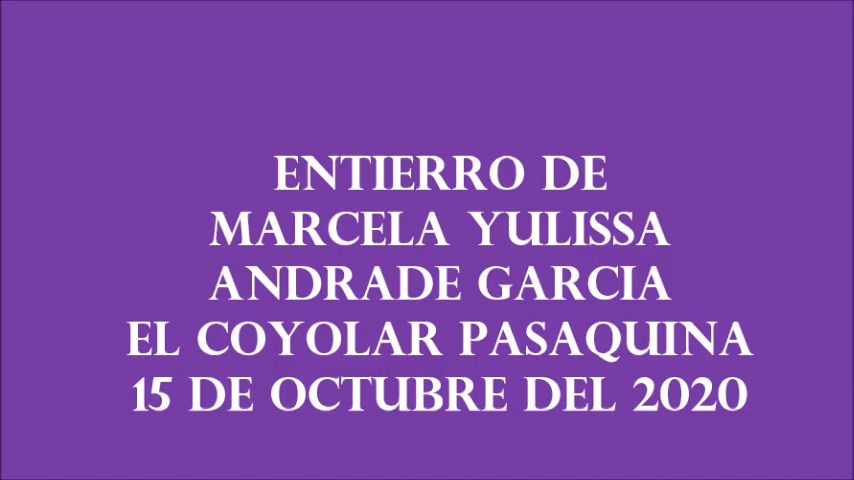 ENTIERRO DE
MARCELA YULISSA
ANDRADE GARCIA
EL COYOLAR PASAQUINA
15 DE OCTUBRE DEL 2020